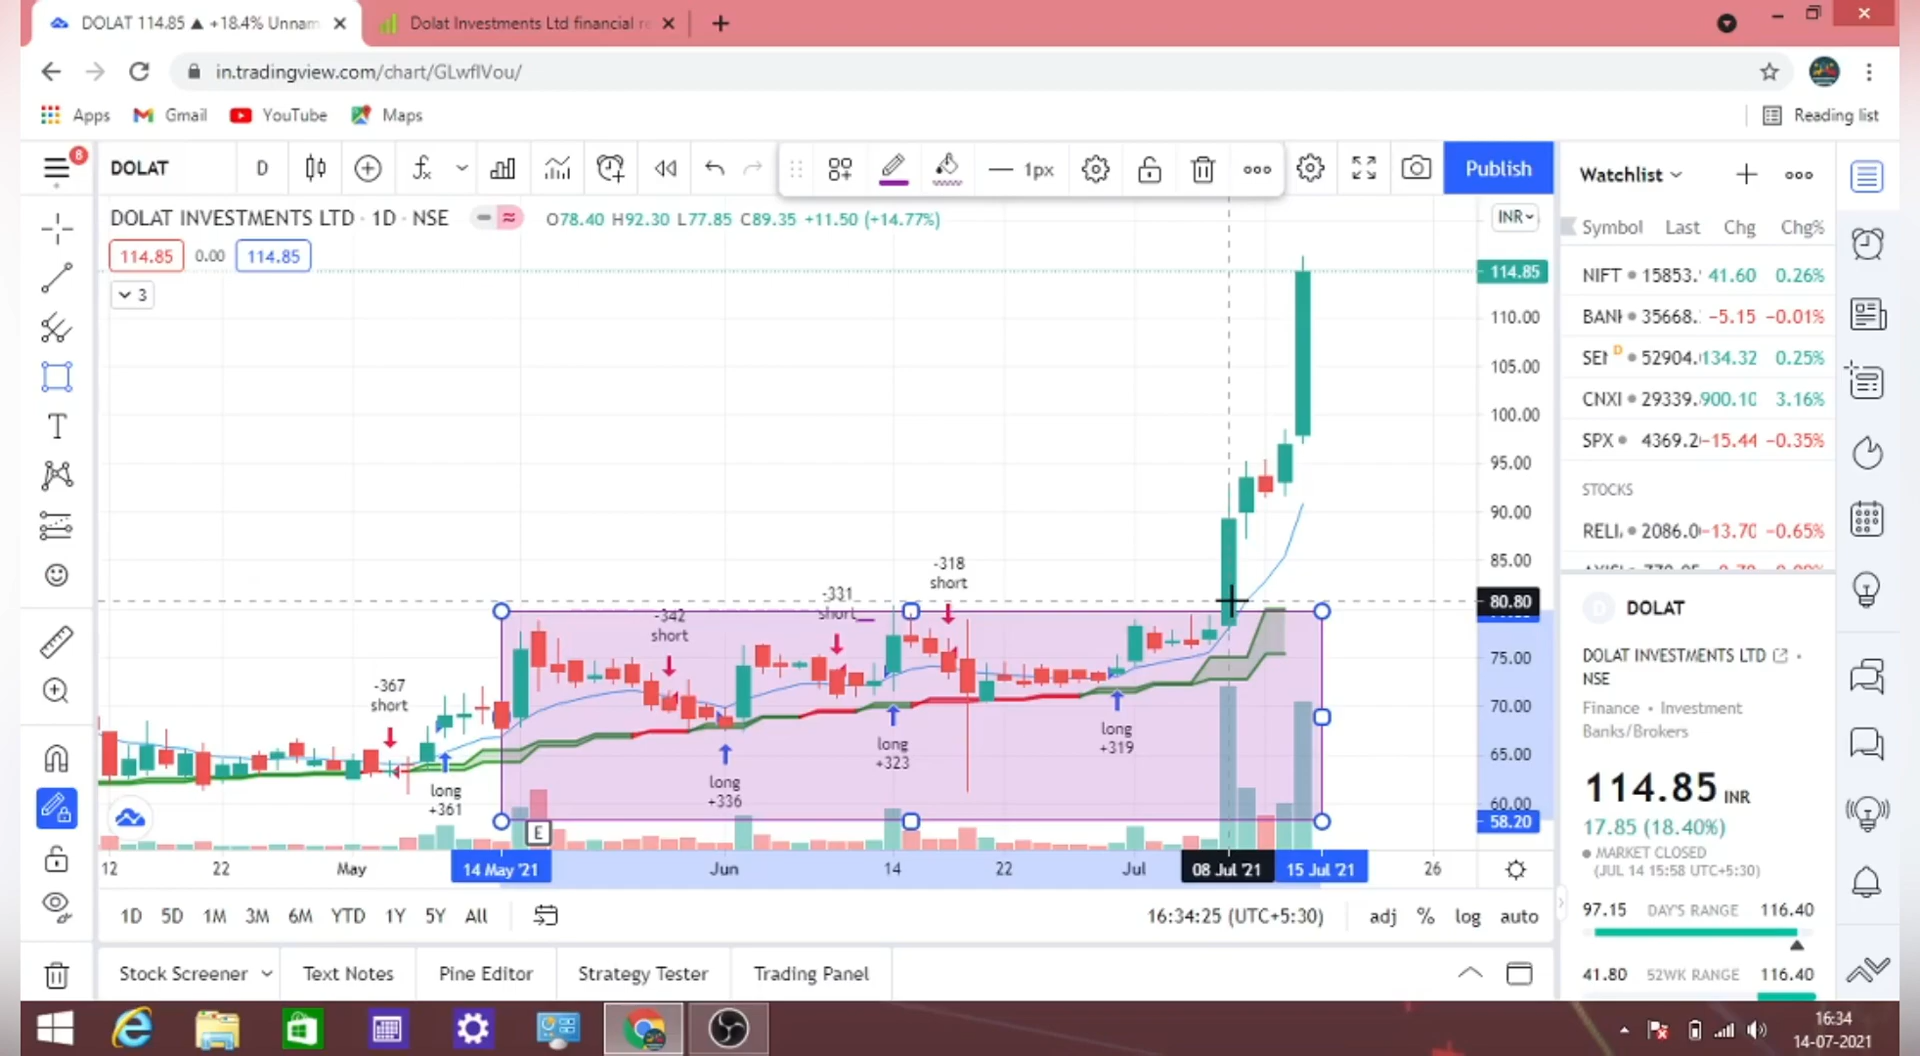 DOLAT 114.85 ▲ +18.4% Unnam
Dolat Investments Ltd financial re
in.tradingview.com/chart/GLwflVou/
Apps Gmail YouTube Maps Reading list
8
DOLAT D 1px Publish
DOLAT INVESTMENTS LTD · 1D · NSE O78.40 H92.30 L77.85 C89.35 +11.50 (+14.77%)
INR
114.85 0.00 114.85
3
114.85
110.00
105.00
100.00
95.00
90.00
85.00
80.80
75.00
70.00
65.00
60.00
58.20
-367
short
long
+361
-342
short
long
+336
-331
short
long
+323
-318
short
long
+319
E
12 22 May 14 May '21 Jun 14 22 Jul 08 Jul '21 15 Jul '21 26
1D 5D 1M 3M 6M YTD 1Y 5Y All 16:34:25 (UTC+5:30) adj % log auto
Stock Screener Text Notes Pine Editor Strategy Tester Trading Panel
Watchlist
Symbol Last Chg Chg%
NIFT 15853. 41.60 0.26%
BAN 35668. −5.15 −0.01%
SE D 52904. 134.32 0.25%
CNXI 29339. 900.10 3.16%
SPX 4369.2 −15.44 −0.35%
STOCKS
RELI 2086.0 −13.70 −0.65%
D DOLAT
DOLAT INVESTMENTS LTD ·
NSE
Finance · Investment
Banks/Brokers
114.85 INR
17.85 (18.40%)
MARKET CLOSED
(JUL 14 15:58 UTC+5:30)
97.15 DAY'S RANGE 116.40
41.80 52WK RANGE 116.40
16:34
14-07-2021